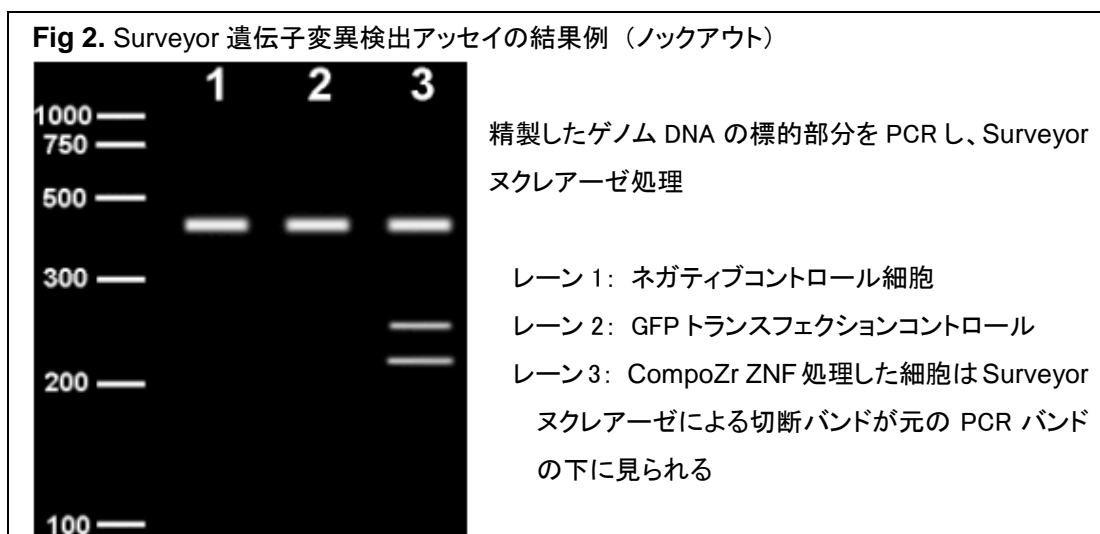 Fig 2. Surveyor 遺伝子変異検出アッセイの結果例 (ノックアウト)
1 2 3
1000
750
500
300
200
100
精製したゲノム DNA の標的部分を PCR し、Surveyor
ヌクレアーゼ処理
レーン 1: ネガティブコントロール細胞
レーン 2: GFP トランスフェクションコントロール
レーン 3: CompoZr ZNF 処理した細胞は Surveyor
ヌクレアーゼによる切断バンドが元の PCR バンド
の下に見られる